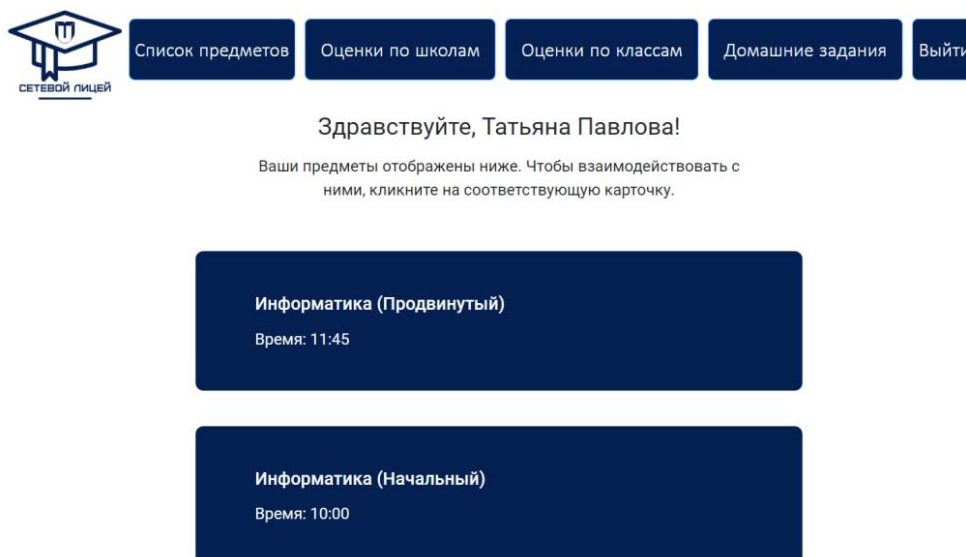 СЕТЕВОЙ ЛИЦЕЙ
Список предметов
Оценки по школам
Оценки по классам
Домашние задания
Выйти
Здравствуйте, Татьяна Павлова!
Ваши предметы отображены ниже. Чтобы взаимодействовать с
ними, кликните на соответствующую карточку.
Информатика (Продвинутый)
Время: 11:45
Информатика (Начальный)
Время: 10:00